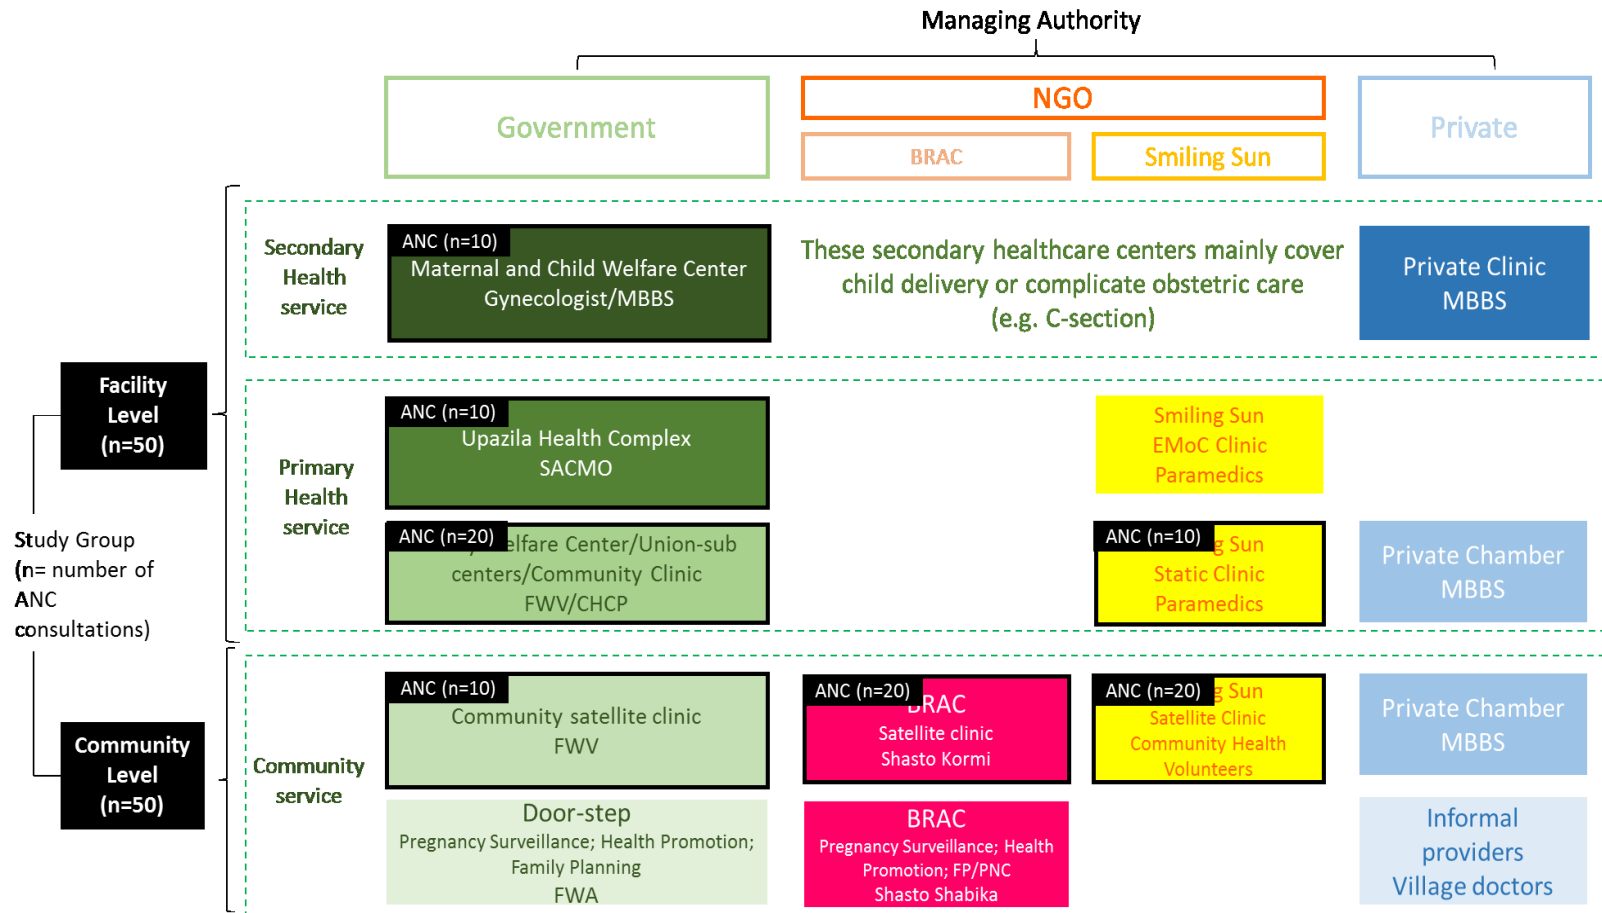 Managing Authority
Government
NGO
BRAC
Smiling Sun
Private
Facility
Level
(n=50)
Study Group
(n= number of
ANC
consultations)
Community
Level
(n=50)
Secondary
Health
service
ANC (n=10)
Maternal and Child Welfare Center
Gynecologist/MBBS
These secondary healthcare centers mainly cover
child delivery or complicate obstetric care
(e.g. C-section)
Private Clinic
MBBS
Primary
Health
service
ANC (n=10)
Upazila Health Complex
SACMO
Smiling Sun
EMoC Clinic
Paramedics
ANC (n=20)
Welfare Center/Union-sub
centers/Community Clinic
FWV/CHCP
ANC (n=10)
Sun
Static Clinic
Paramedics
Private Chamber
MBBS
Community
service
ANC (n=10)
Community satellite clinic
FWV
ANC (n=20)
BRAC
Satellite clinic
Shasto Kormi
ANC (n=20)
Sun
Satellite Clinic
Community Health
Volunteers
Private Chamber
MBBS
Door-step
Pregnancy Surveillance; Health Promotion;
Family Planning
FWA
BRAC
Pregnancy Surveillance; Health
Promotion; FP/PNC
Shasto Shabika
Informal
providers
Village doctors